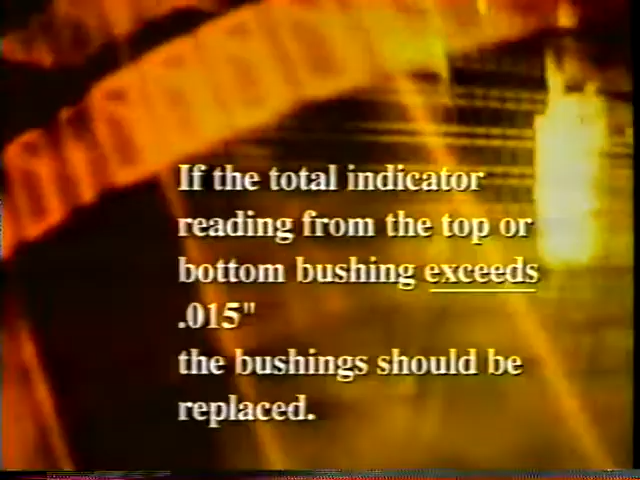 If the total indicator
reading from the top or
bottom bushing exceeds
.015"
the bushings should be
replaced.